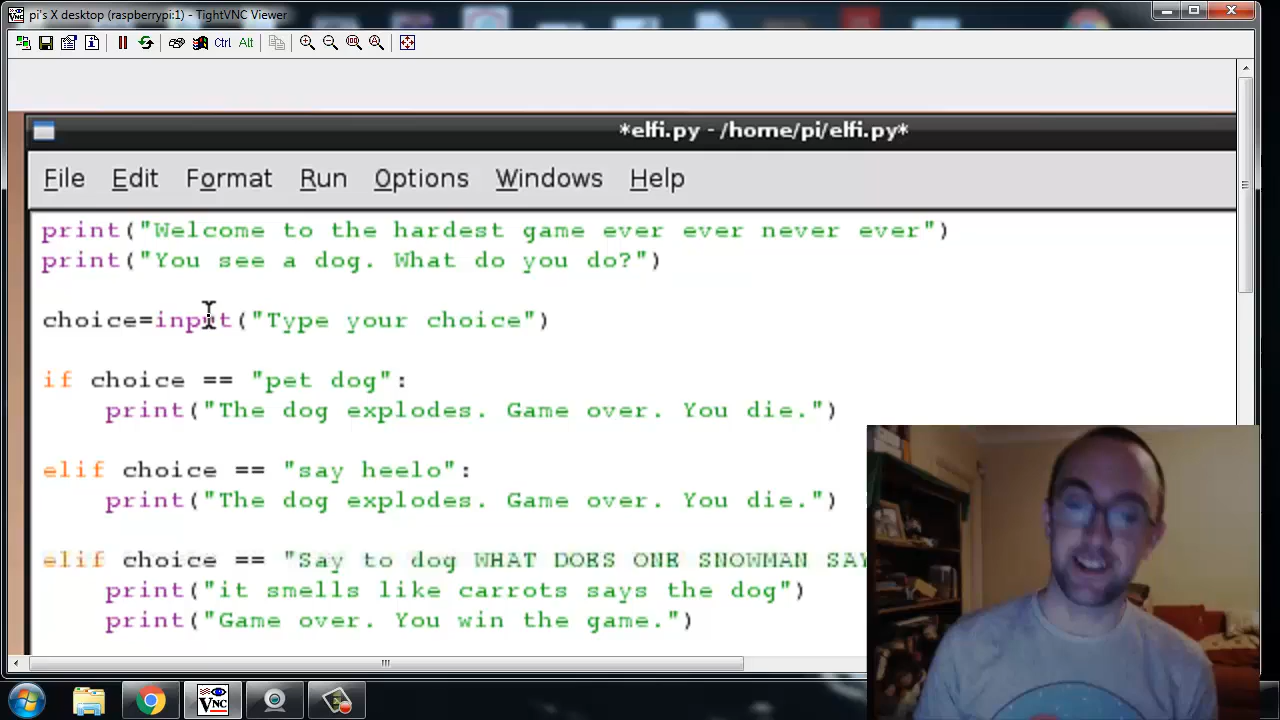 pi's X desktop (raspberrypi:1) - TightVNC Viewer
Ctrl Alt
*elfi.py - /home/pi/elfi.py*
File Edit Format Run Options Windows Help
print("Welcome to the hardest game ever ever never ever")
print("You see a dog. What do you do?")
choice=input("Type your choice")
if choice == "pet dog":
print("The dog explodes. Game over. You die.")
elif choice == "say heelo":
print("The dog explodes. Game over. You die.")
elif choice == "Say to dog WHAT DOES ONE SNOWMAN SAY
print("it smells like carrots says the dog")
print("Game over. You win the game.")
VNC